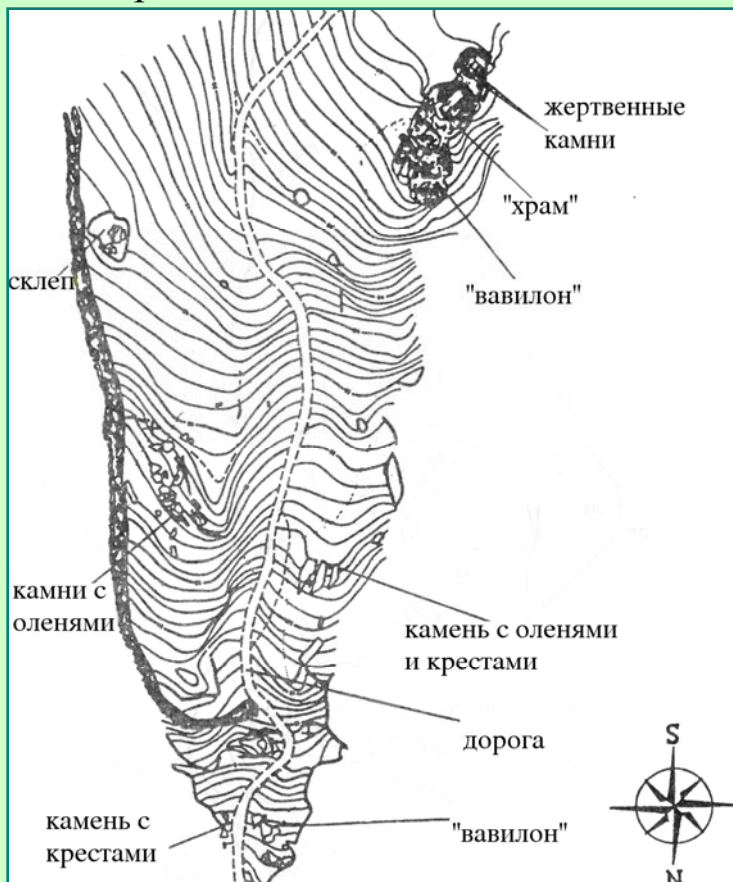 жертвенные
камни
"храм"
склеп
"вавилон"
камни с
оленями
камень с оленями
и крестами
дорога
S
камень с
крестами
"вавилон"
N